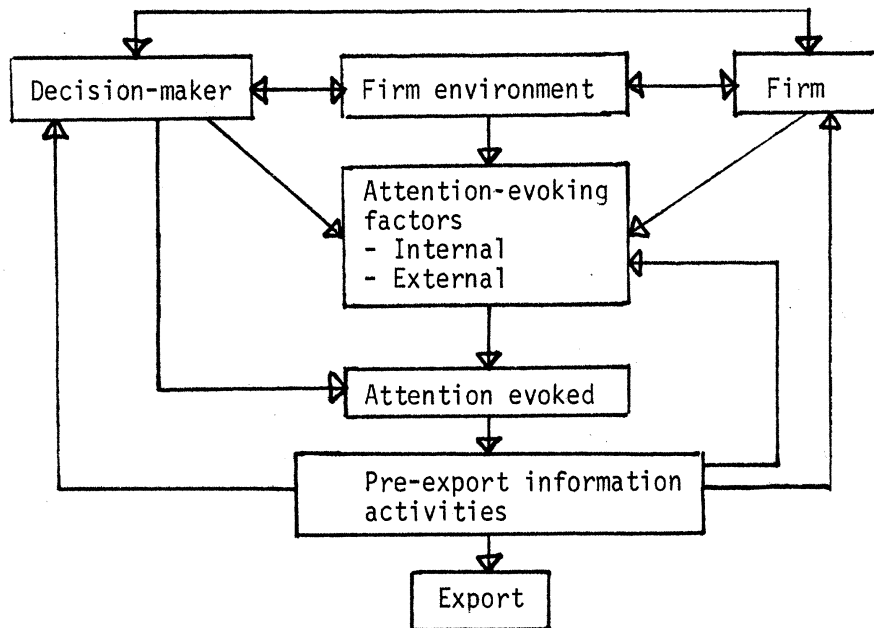 Decision-maker
Firm environment
Firm
Attention-evoking
factors
- Internal
- External
Attention evoked
Pre-export information
activities
Export